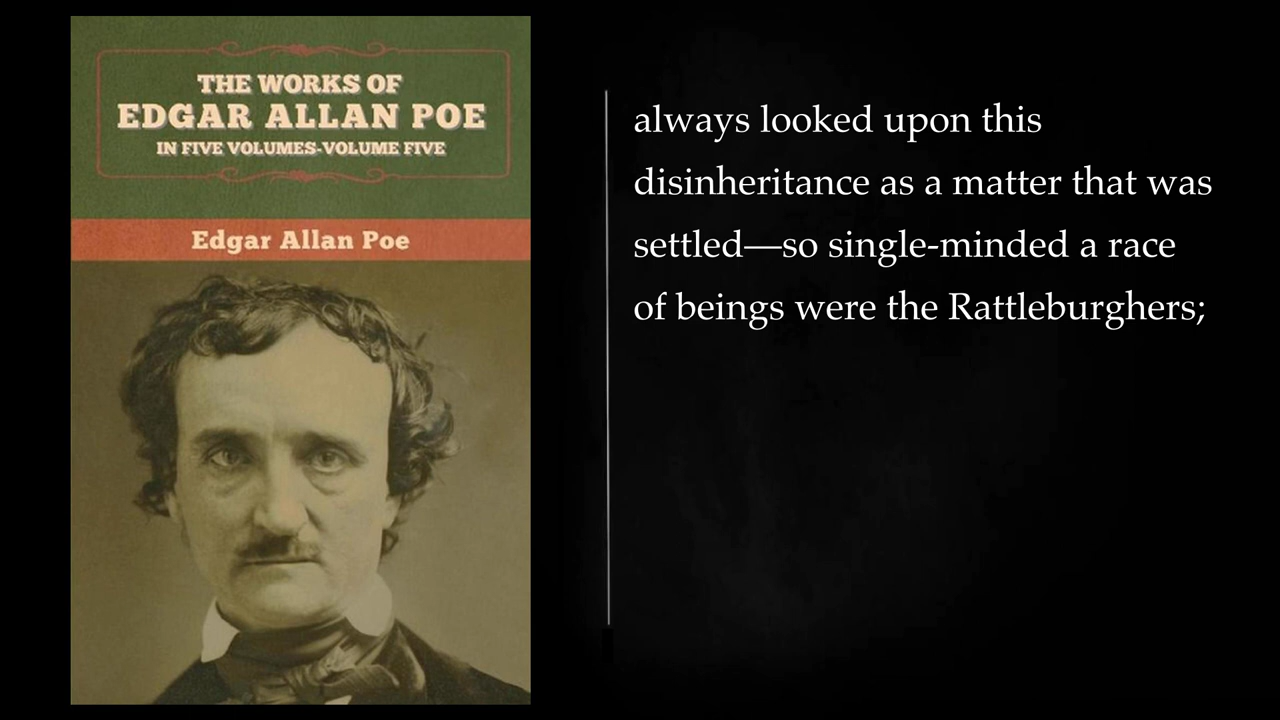 THE WORKS OF
EDGAR ALLAN POE
IN FIVE VOLUMES-VOLUME FIVE
Edgar Allan Poe
always looked upon this
disinheritance as a matter that was
settled—so single-minded a race
of beings were the Rattleburghers;